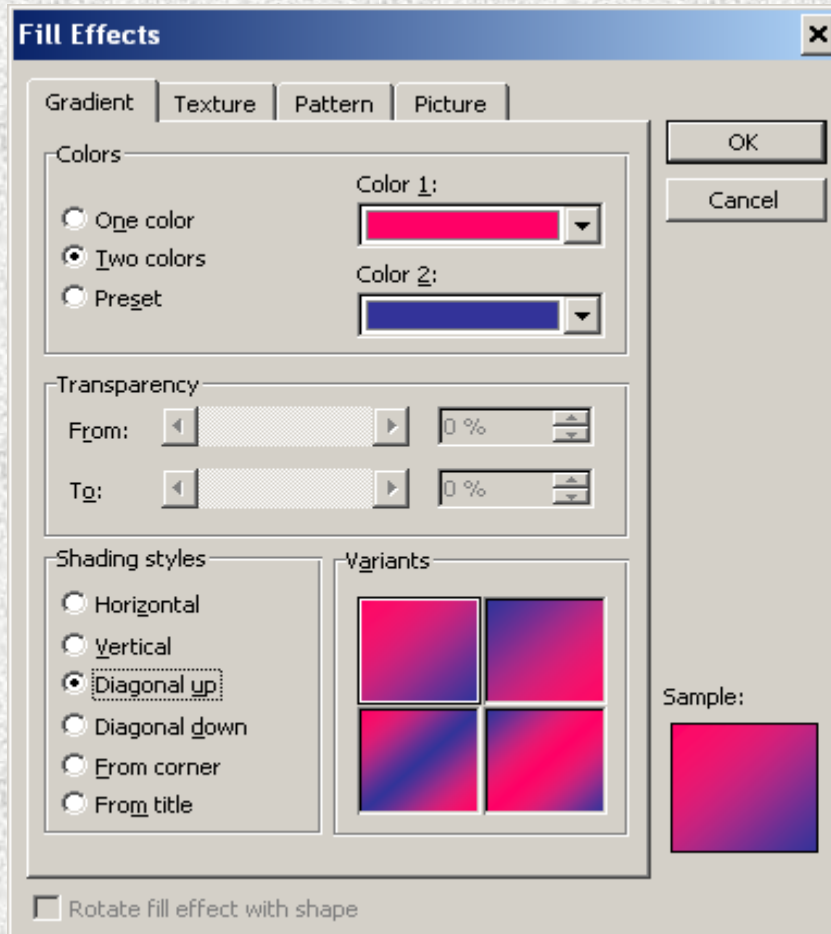 Fill Effects
Gradient Texture Pattern Picture
OK
Cancel
Colors
One color
Two colors
Preset
Color 1:
Color 2:
Transparency
From: 0 %
To: 0 %
Shading styles
Horizontal
Vertical
Diagonal up
Diagonal down
From corner
From title
Variants
Sample:
Rotate fill effect with shape